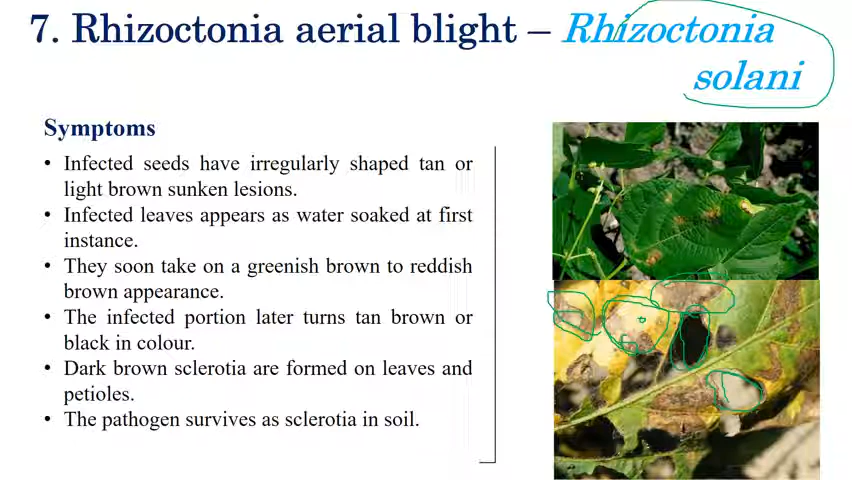 7. Rhizoctonia aerial blight – Rhizoctonia
solani
Symptoms
• Infected seeds have irregularly shaped tan or
light brown sunken lesions.
• Infected leaves appears as water soaked at first
instance.
• They soon take on a greenish brown to reddish
brown appearance.
• The infected portion later turns tan brown or
black in colour.
• Dark brown sclerotia are formed on leaves and
petioles.
• The pathogen survives as sclerotia in soil.